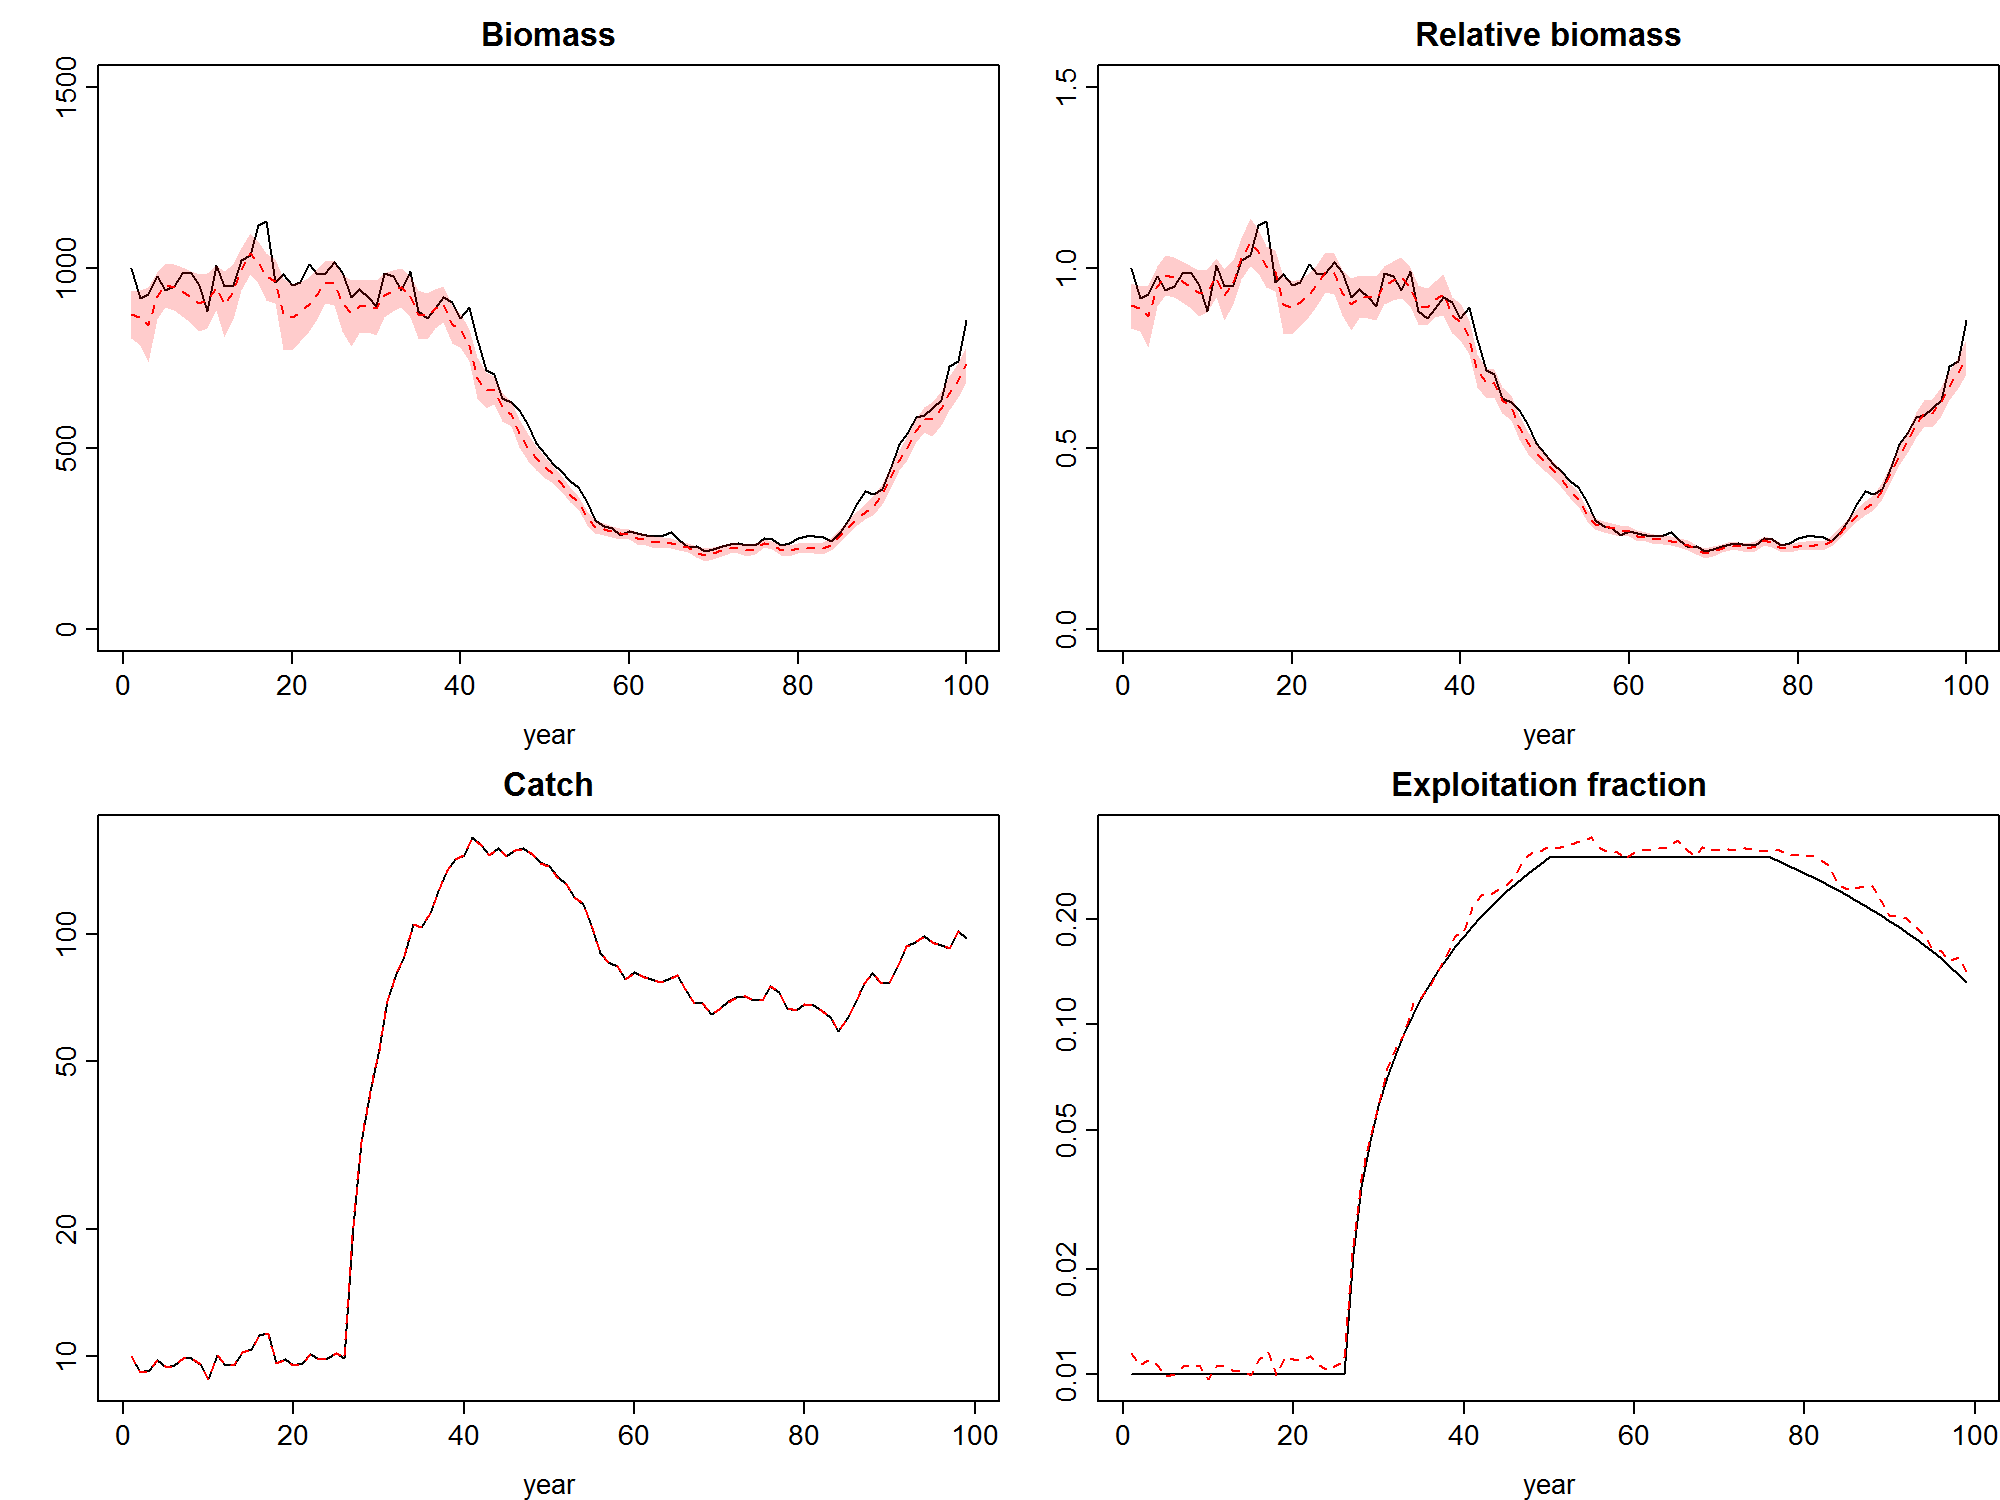 Biomass
1500
1000
500
0
0 20 40 60 80 100
year
Relative biomass
1.5
1.0
0.5
0.0
0 20 40 60 80 100
year
Catch
100
50
20
10
0 20 40 60 80 100
year
Exploitation fraction
0.20
0.10
0.05
0.02
0.01
0 20 40 60 80 100
year